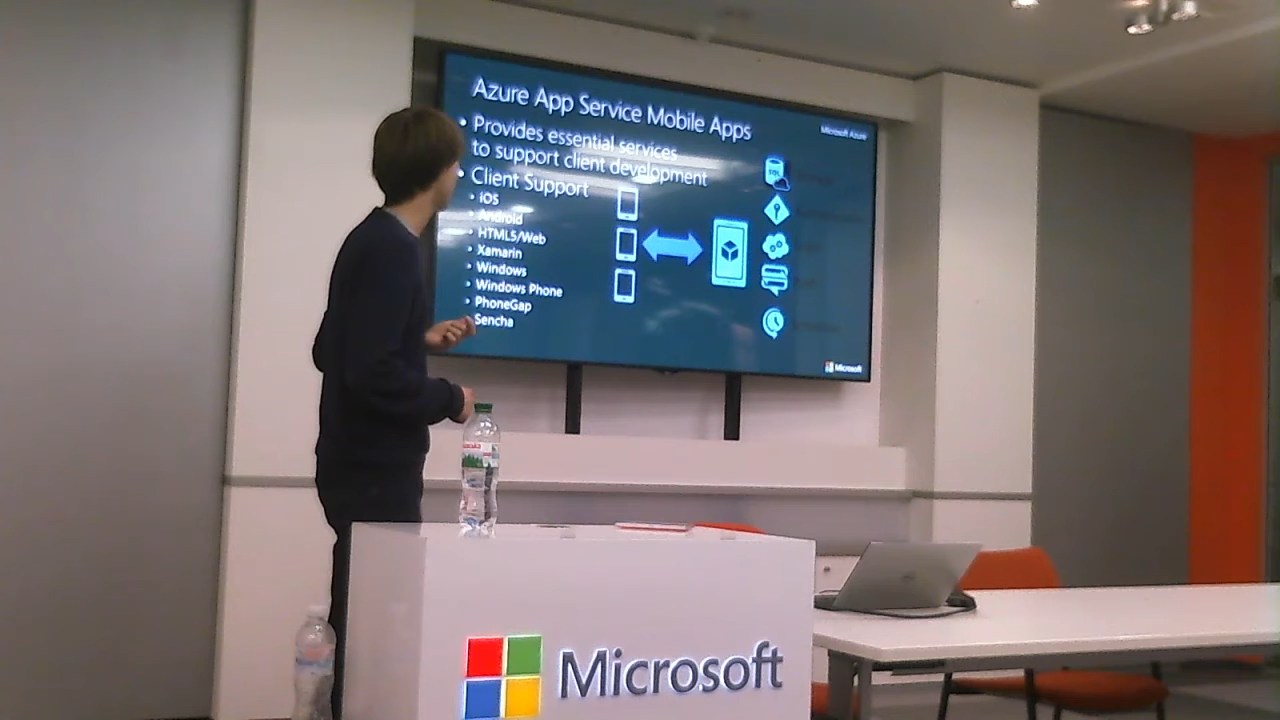 Azure App Service Mobile Apps
Microsoft Azure
• Provides essential services
to support client development
• Client Support
• iOS
• Android
• HTML5/Web
• Xamarin
• Windows
• Windows Phone
• PhoneGap
• Sencha
SQL
Microsoft
Microsoft